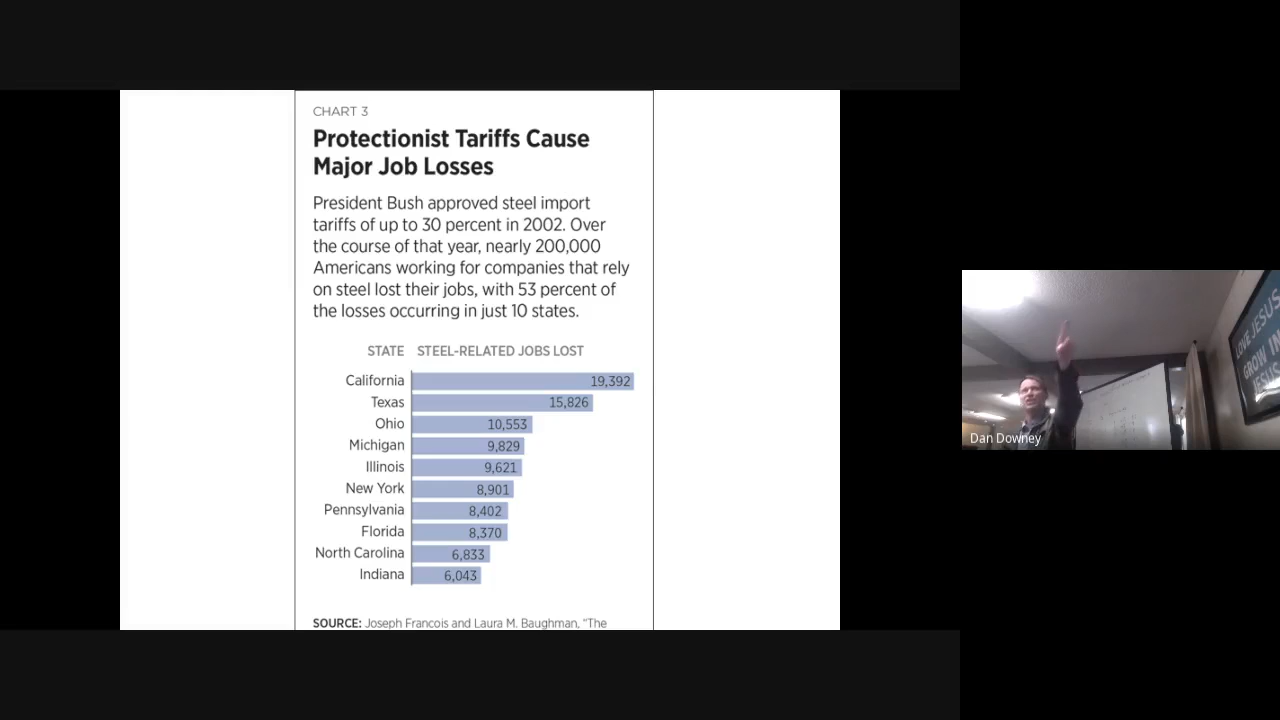 CHART 3
Protectionist Tariffs Cause
Major Job Losses
President Bush approved steel import
tariffs of up to 30 percent in 2002. Over
the course of that year, nearly 200,000
Americans working for companies that rely
on steel lost their jobs, with 53 percent of
the losses occurring in just 10 states.
STATE STEEL-RELATED JOBS LOST
California 19,392
Texas 15,826
Ohio 10,553
Michigan 9,829
Illinois 9,621
New York 8,901
Pennsylvania 8,402
Florida 8,370
North Carolina 6,833
Indiana 6,043
SOURCE: Joseph Francois and Laura M. Baughman, “The
LOVE JESUS
GROW IN
JESUS
Dan Downey